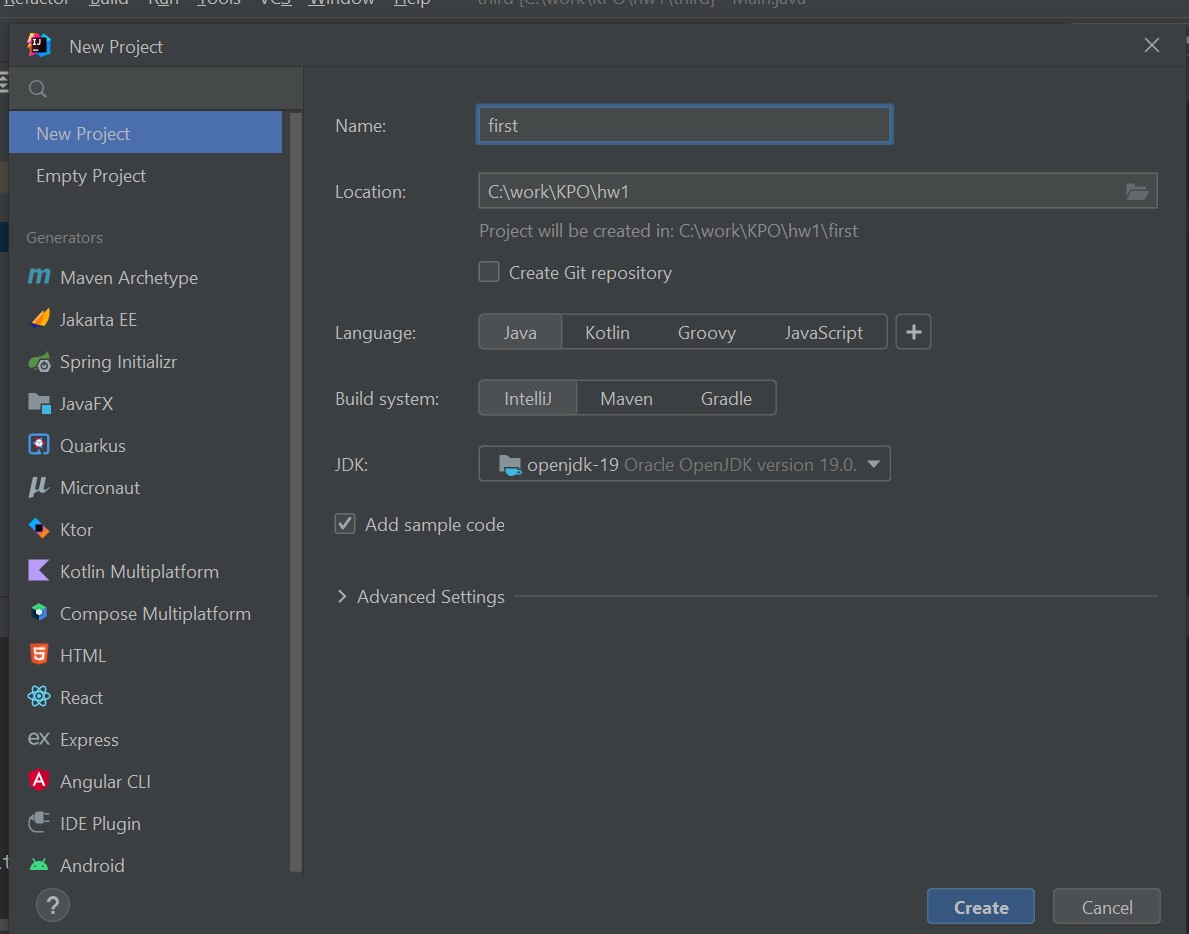 Refactor Build Run Tools VCS Window Help third [C:\work\KPO\hw1\third] - Main.java
New Project
New Project
Empty Project
Generators
Maven Archetype
Jakarta EE
Spring Initializr
JavaFX
Quarkus
Micronaut
Ktor
Kotlin Multiplatform
Compose Multiplatform
HTML
React
Express
Angular CLI
IDE Plugin
Android
Name: first
Location: C:\work\KPO\hw1
Project will be created in: C:\work\KPO\hw1\first
Create Git repository
Language: Java Kotlin Groovy JavaScript +
Build system: IntelliJ Maven Gradle
JDK: openjdk-19 Oracle OpenJDK version 19.0.
Add sample code
Advanced Settings
? Create Cancel